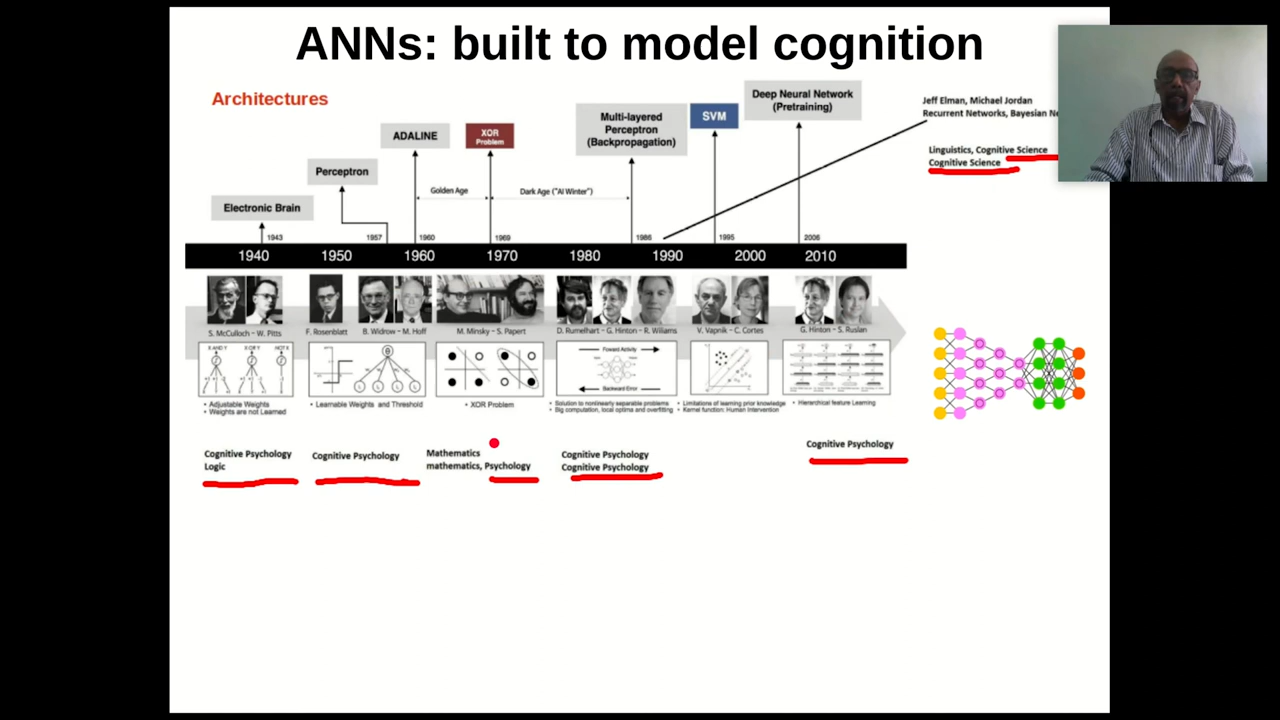 ANNs: built to model cognition
Architectures
Deep Neural Network
(Pretraining)
Multi-layered
Perceptron
(Backpropagation)
SVM
ADALINE
XOR
Problem
Perceptron
Electronic Brain
Golden Age
Dark Age ("AI Winter")
Jeff Elman, Michael Jordan
Recurrent Networks, Bayesian Ne
Linguistics, Cognitive Science
Cognitive Science
1943
1957
1960
1969
1986
1995
2006
1940 1950 1960 1970 1980 1990 2000 2010
S. McCulloch – W. Pitts
F. Rosenblatt
B. Widrow – M. Hoff
M. Minsky – S. Papert
D. Rumelhart – G. Hinton – R. Wiliams
V. Vapnik – C. Cortes
G. Hinton – S. Ruslan
X AND Y
X OR Y
NOT X
Foward Activity
Backward Error
• Adjustable Weights
• Weights are not Learned
• Learnable Weights and Threshold
• XOR Problem
• Solution to nonlinearly separable problems
• Big computation, local optima and overfitting
• Limitations of learning prior knowledge
• Kernel function: Human Intervention
• Hierarchical feature Learning
Cognitive Psychology
Logic
Cognitive Psychology
Mathematics
mathematics, Psychology
Cognitive Psychology
Cognitive Psychology
Cognitive Psychology